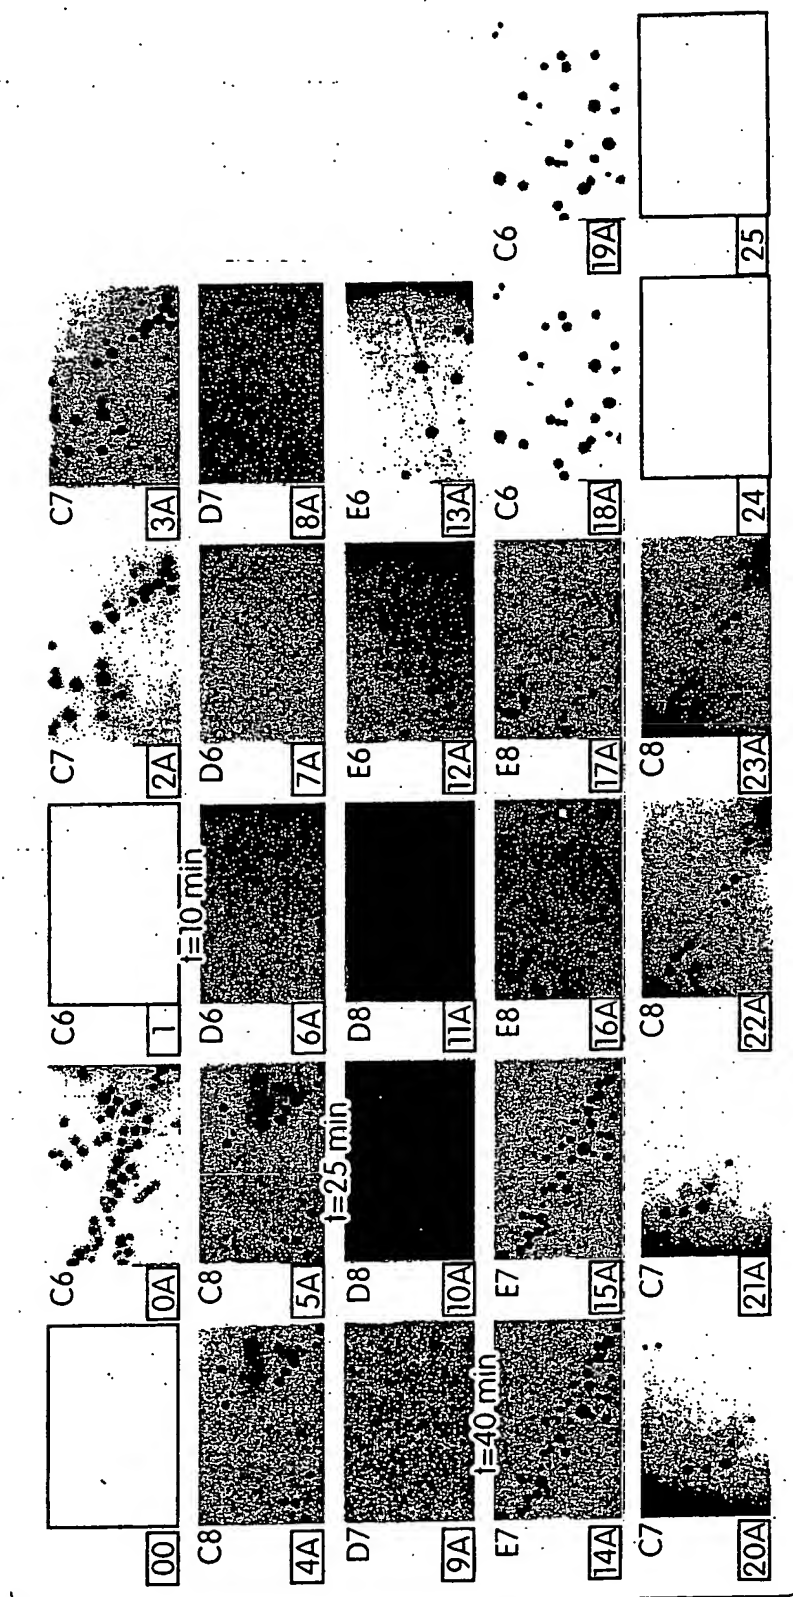 C6 C6 C7 C7
00 0A 1 2A 3A
t=10 min
C8 C8 D6 D6 D7
4A 5A 6A 7A 8A
t=25 min
D7 D8 D8 E6 E6
9A 10A 11A 12A 13A
t=40 min
E7 E7 E8 E8 C6 C6
14A 15A 16A 17A 18A 19A
C7 C7 C8 C8
20A 21A 22A 23A 24 25